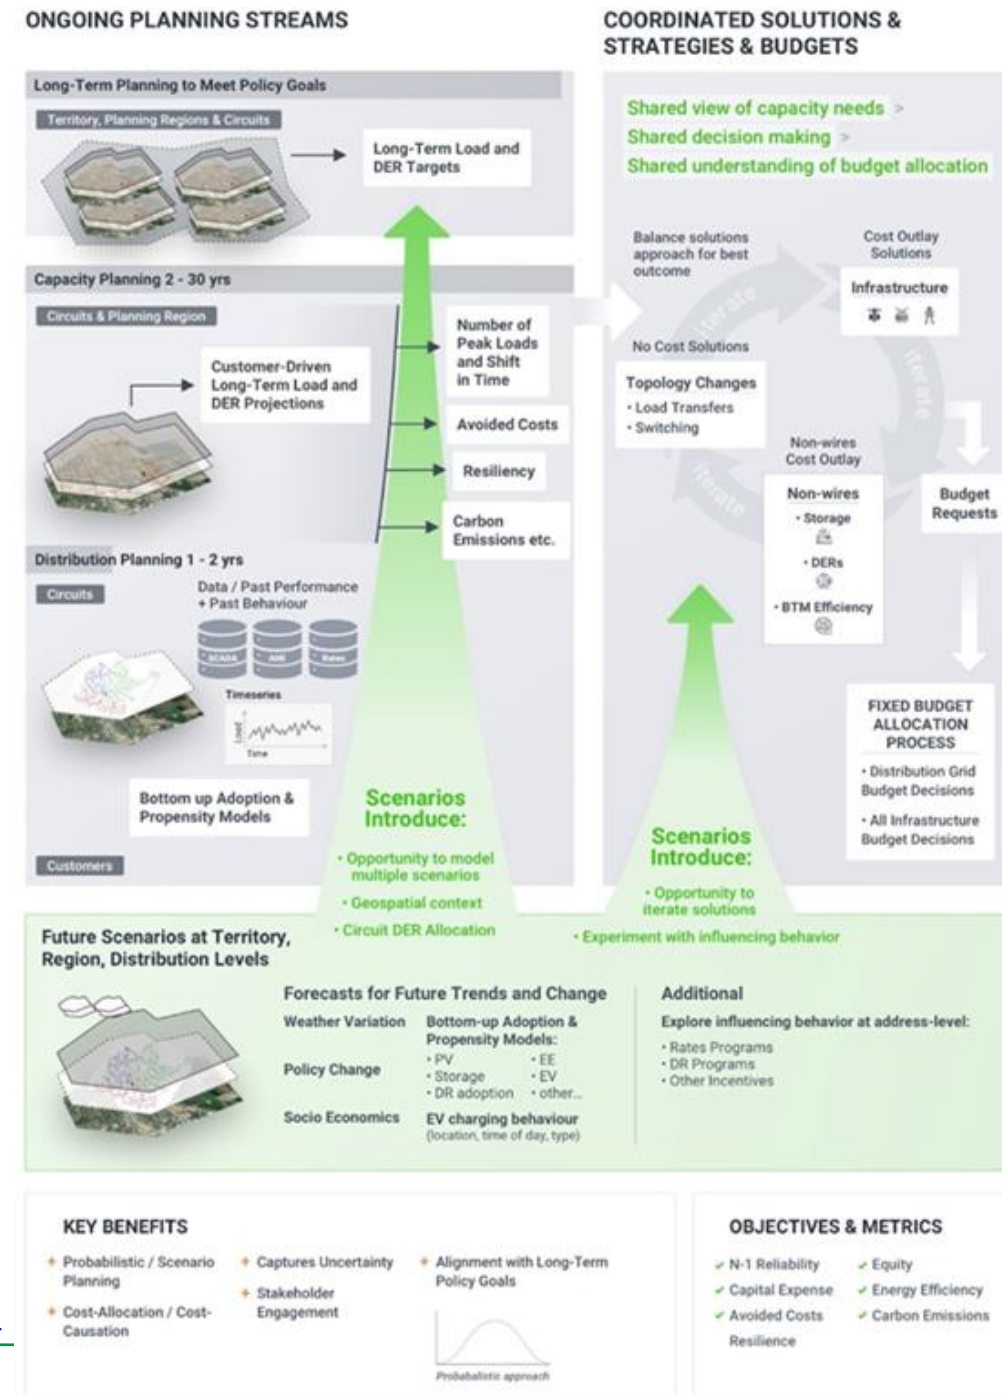 ONGOING PLANNING STREAMS
Long-Term Planning to Meet Policy Goals
Territory, Planning Regions & Circuits
Long-Term Load and
DER Targets
Capacity Planning 2 - 30 yrs
Circuits & Planning Region
Customer-Driven
Long-Term Load and
DER Projections
Number of
Peak Loads
and Shift
in Time
Avoided Costs
Resiliency
Carbon
Emissions etc.
Distribution Planning 1 - 2 yrs
Circuits
Data / Past Performance
+ Past Behaviour
SCADA
AMI
Rates
Timeseries
Load
Time
Bottom up Adoption &
Propensity Models
Customers
Scenarios
Introduce:
• Opportunity to model
multiple scenarios
• Geospatial context
• Circuit DER Allocation
COORDINATED SOLUTIONS &
STRATEGIES & BUDGETS
Shared view of capacity needs >
Shared decision making >
Shared understanding of budget allocation
Balance solutions
approach for best
outcome
Cost Outlay
Solutions
Infrastructure
iterate
iterate
iterate
No Cost Solutions
Topology Changes
• Load Transfers
• Switching
Non-wires
Cost Outlay
Non-wires
• Storage
• DERs
• BTM Efficiency
Budget
Requests
FIXED BUDGET
ALLOCATION
PROCESS
• Distribution Grid
Budget Decisions
• All Infrastructure
Budget Decisions
Scenarios
Introduce:
• Opportunity to
iterate solutions
• Experiment with influencing behavior
Future Scenarios at Territory,
Region, Distribution Levels
Forecasts for Future Trends and Change
Weather Variation
Policy Change
Socio Economics
Bottom-up Adoption &
Propensity Models:
• PV
• Storage
• DR adoption
• EE
• EV
• other...
EV charging behaviour
(location, time of day, type)
Additional
Explore influencing behavior at address-level:
• Rates Programs
• DR Programs
• Other Incentives
KEY BENEFITS
+ Probabilistic / Scenario
Planning
+ Cost-Allocation / Cost-
Causation
+ Captures Uncertainty
+ Stakeholder
Engagement
+ Alignment with Long-Term
Policy Goals
Probabalistic approach
OBJECTIVES & METRICS
✔ N-1 Reliability
✔ Capital Expense
✔ Avoided Costs
Resilience
✔ Equity
✔ Energy Efficiency
✔ Carbon Emissions